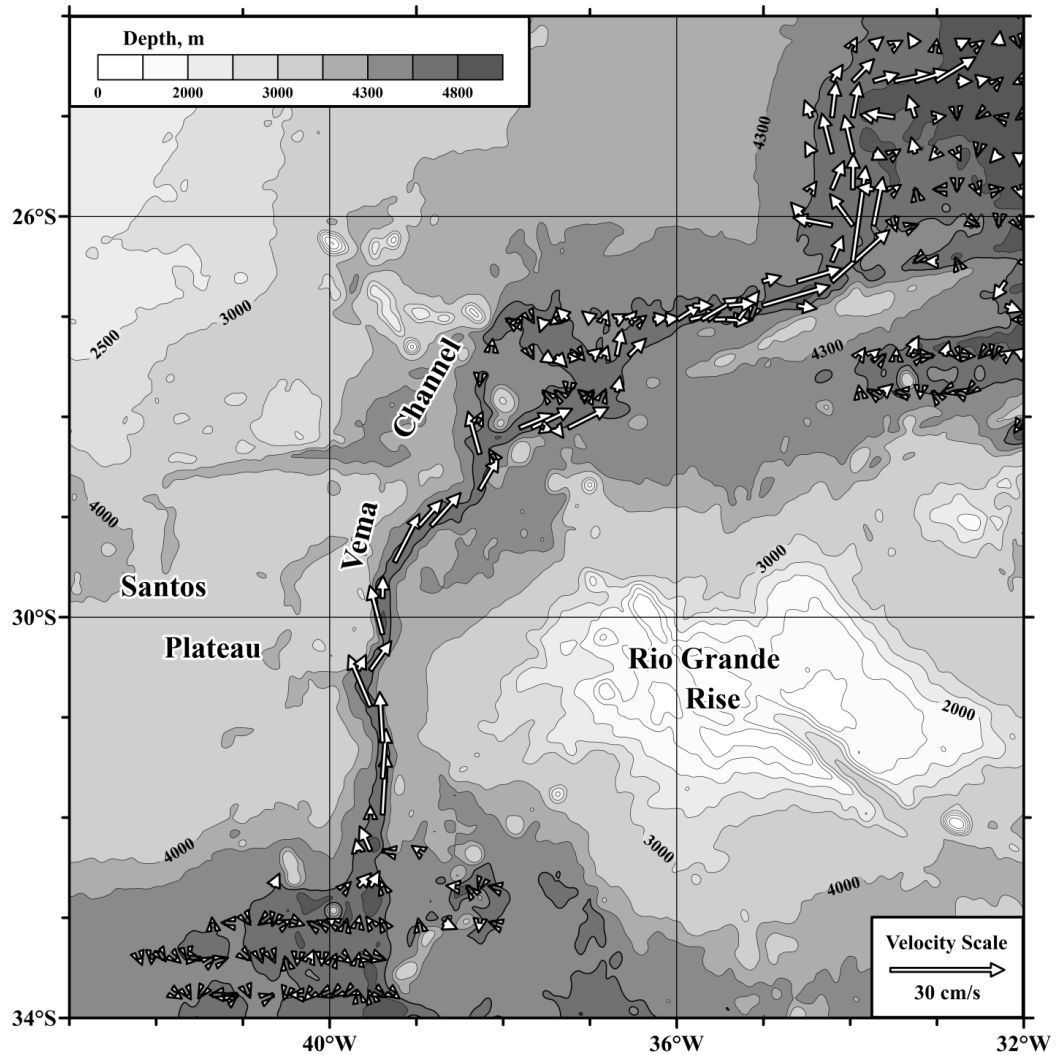 Depth, m
0 2000 3000 4300 4800
4300
26°S
3000
2500
4300
Channel
4000
Vema
3000
Santos
30°S
Plateau
Rio Grande
Rise
2000
3000
4000
4000
Velocity Scale
30 cm/s
34°S
40°W 36°W 32°W